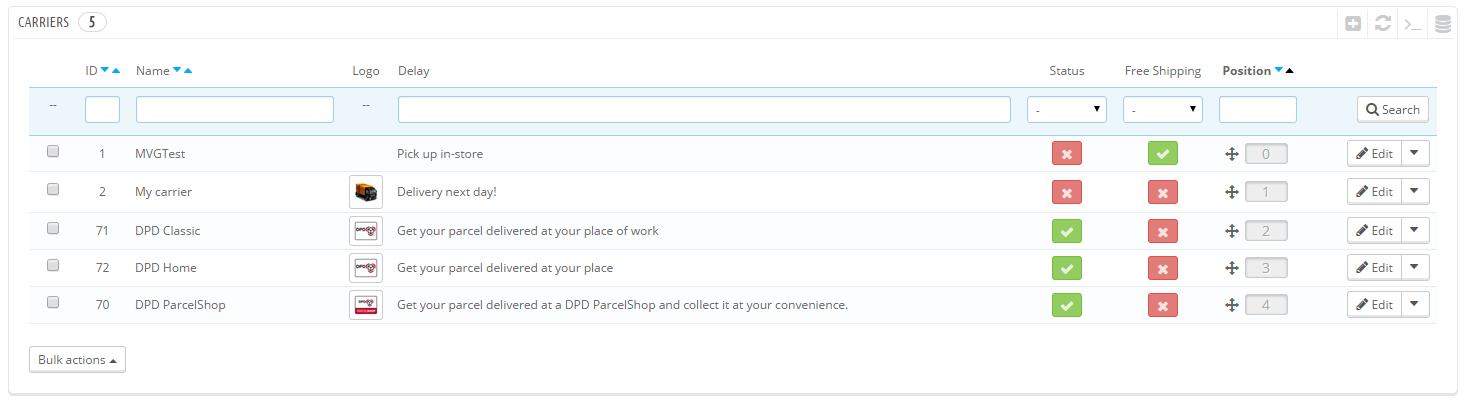 CARRIERS 5
ID Name Logo Delay Status Free Shipping Position
-- -- - - Search
1 MVGTest Pick up in-store 0 Edit
2 My carrier Delivery next day! 1 Edit
71 DPD Classic Get your parcel delivered at your place of work 2 Edit
72 DPD Home Get your parcel delivered at your place 3 Edit
70 DPD ParcelShop Get your parcel delivered at a DPD ParcelShop and collect it at your convenience. 4 Edit
Bulk actions